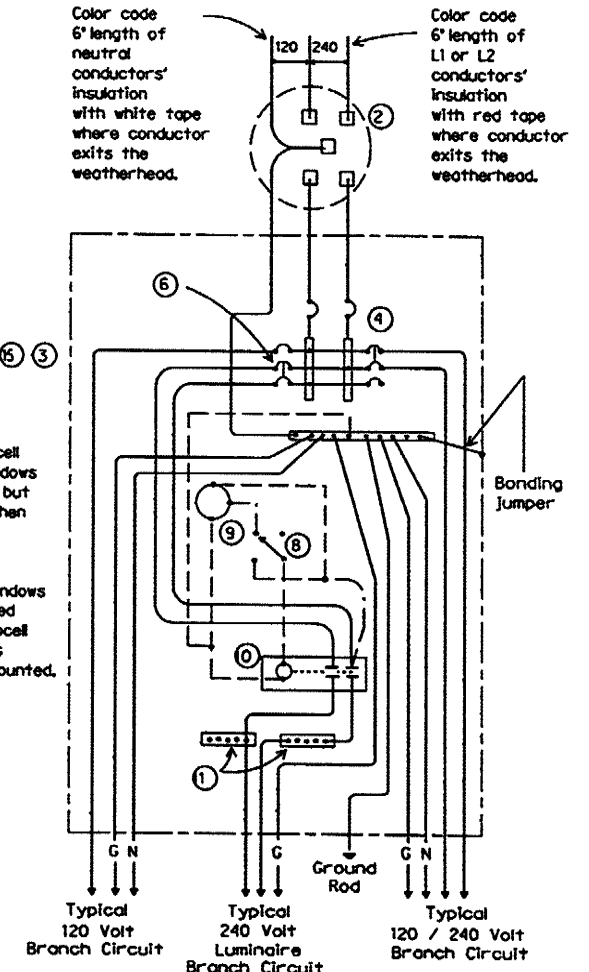 Color code
6" length of
neutral
conductors'
insulation
with white tape
where conductor
exits the
weatherhead.
120
240
Color code
6" length of
L1 or L2
conductors'
insulation
with red tape
where conductor
exits the
weatherhead.
2
6
4
15
3
but
Bonding
jumper
9
8
10
1
G N
G
Ground
Rod
G N
Typical
120 Volt
Branch Circuit
Typical
240 Volt
Luminaire
Branch Circuit
Typical
120 / 240 Volt
Branch Circuit